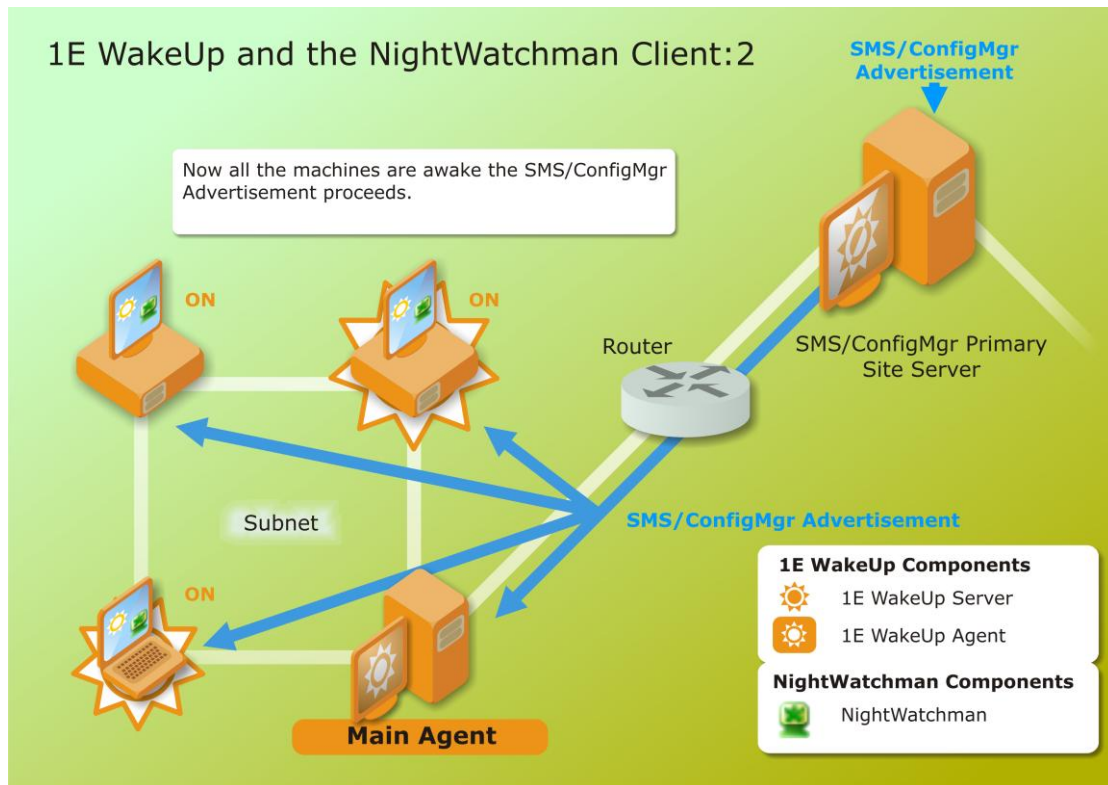 1E WakeUp and the NightWatchman Client:2
SMS/ConfigMgr
Advertisement
Now all the machines are awake the SMS/ConfigMgr
Advertisement proceeds.
ON
ON
Router
SMS/ConfigMgr Primary
Site Server
Subnet
SMS/ConfigMgr Advertisement
ON
Main Agent
1E WakeUp Components
1E WakeUp Server
1E WakeUp Agent
NightWatchman Components
NightWatchman